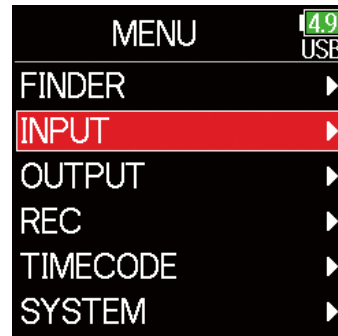 MENU
4.9
USB
FINDER
INPUT
OUTPUT
REC
TIMECODE
SYSTEM